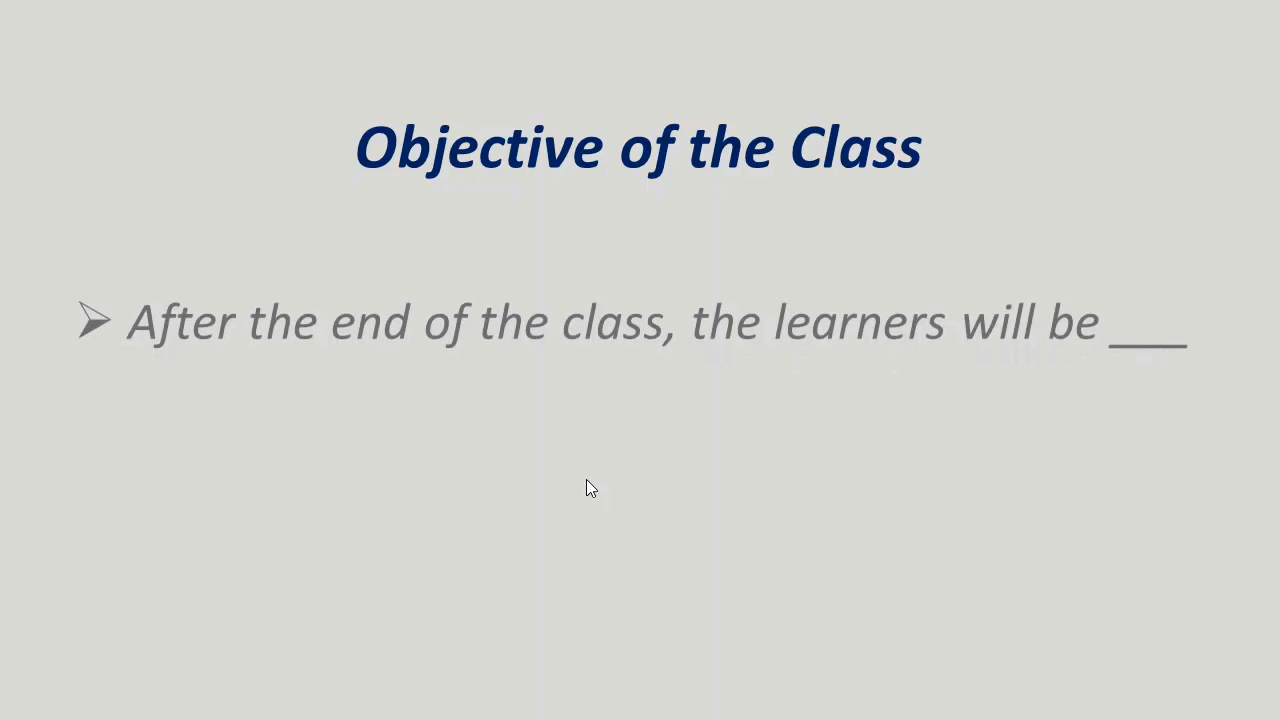 Objective of the Class
➢ After the end of the class, the learners will be ___